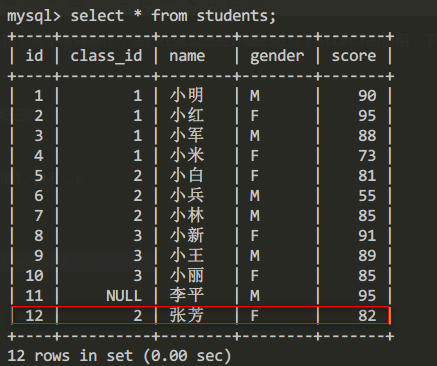 mysql> select * from students;
+----+----------+--------+--------+-------+
| id | class_id | name   | gender | score |
+----+----------+--------+--------+-------+
|  1 |        1 | 小明   | M      |    90 |
|  2 |        1 | 小红   | F      |    95 |
|  3 |        1 | 小军   | M      |    88 |
|  4 |        1 | 小米   | F      |    73 |
|  5 |        2 | 小白   | F      |    81 |
|  6 |        2 | 小兵   | M      |    55 |
|  7 |        2 | 小林   | M      |    85 |
|  8 |        3 | 小新   | F      |    91 |
|  9 |        3 | 小王   | M      |    89 |
| 10 |        3 | 小丽   | F      |    85 |
| 11 |     NULL | 李平   | M      |    95 |
| 12 |        2 | 张芳   | F      |    82 |
+----+----------+--------+--------+-------+
12 rows in set (0.00 sec)